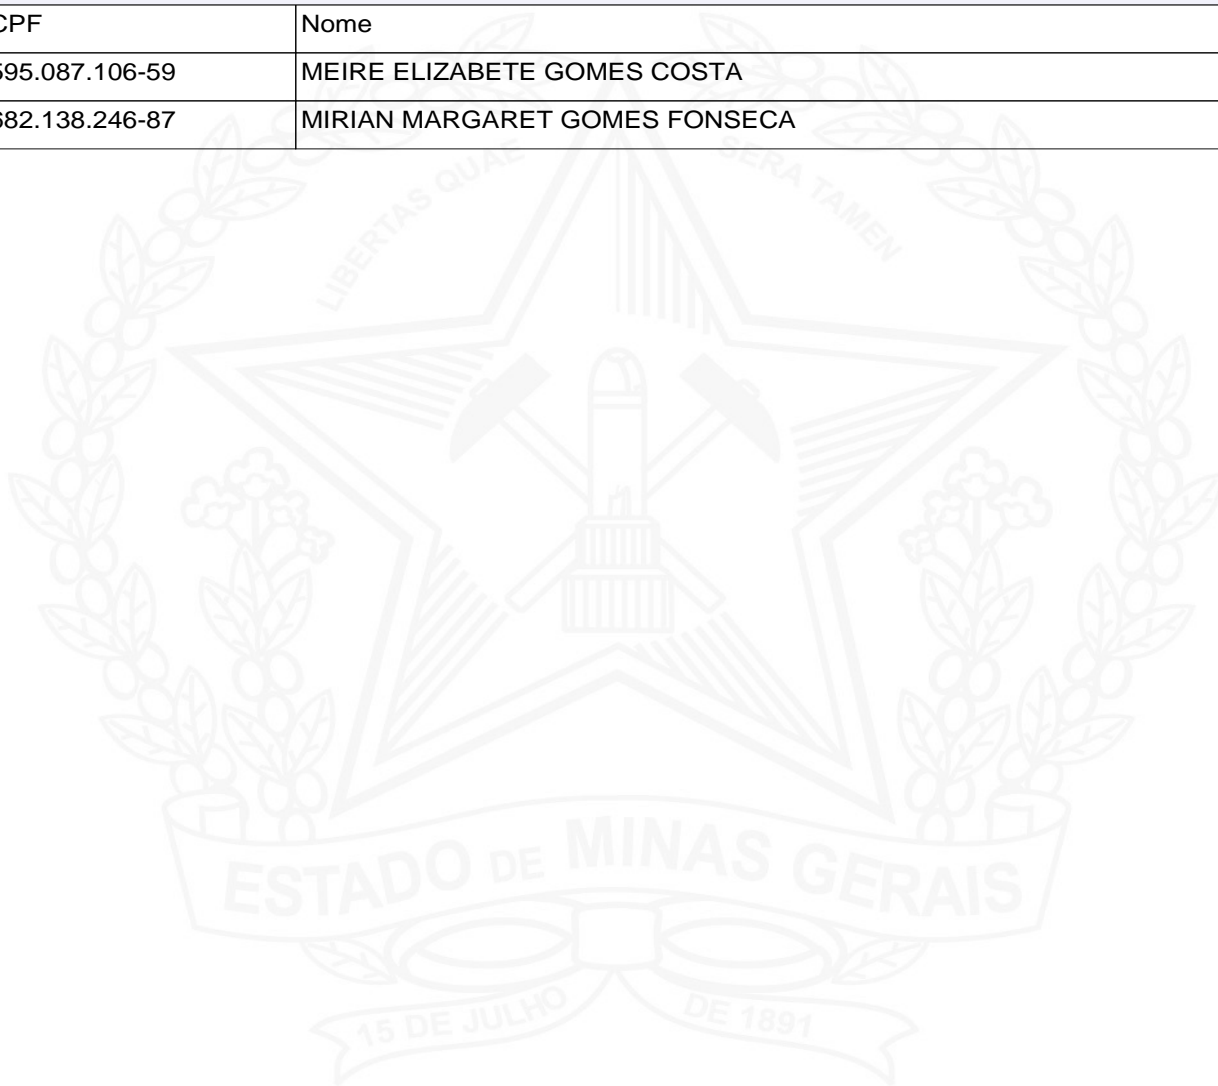 CPF Nome
595.087.106-59 MEIRE ELIZABETE GOMES COSTA
682.138.246-87 MIRIAN MARGARET GOMES FONSECA
LIBERTAS QUAE SERA TAMEN
ESTADO DE MINAS GERAIS
15 DE JULHO DE 1891